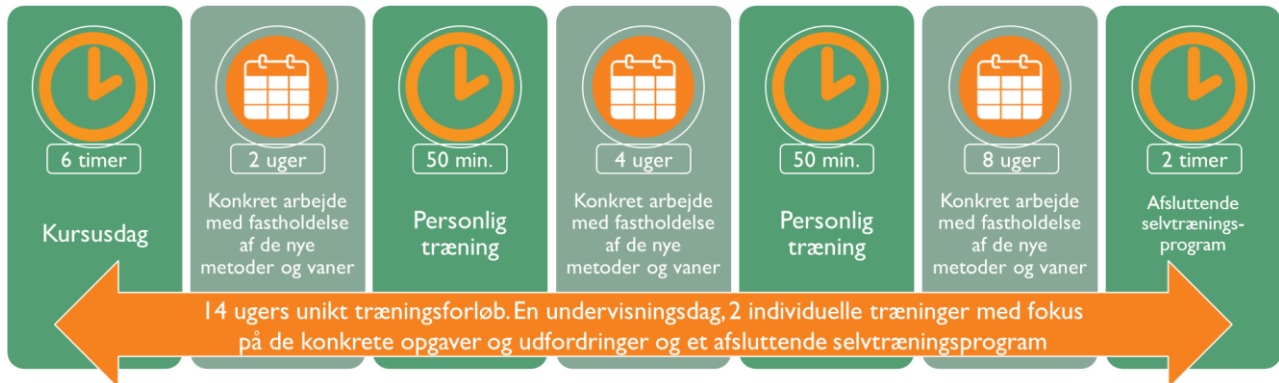 6 timer
Kursusdag
2 uger
Konkret arbejde
med fastholdelse
af de nye
metoder og vaner
50 min.
Personlig
træning
4 uger
Konkret arbejde
med fastholdelse
af de nye
metoder og vaner
50 min.
Personlig
træning
8 uger
Konkret arbejde
med fastholdelse
af de nye
metoder og vaner
2 timer
Afsluttende
selvtrænings-
program
14 ugers unikt træningsforløb. En undervisningsdag, 2 individuelle træninger med fokus
på de konkrete opgaver og udfordringer og et afsluttende selvtræningsprogram